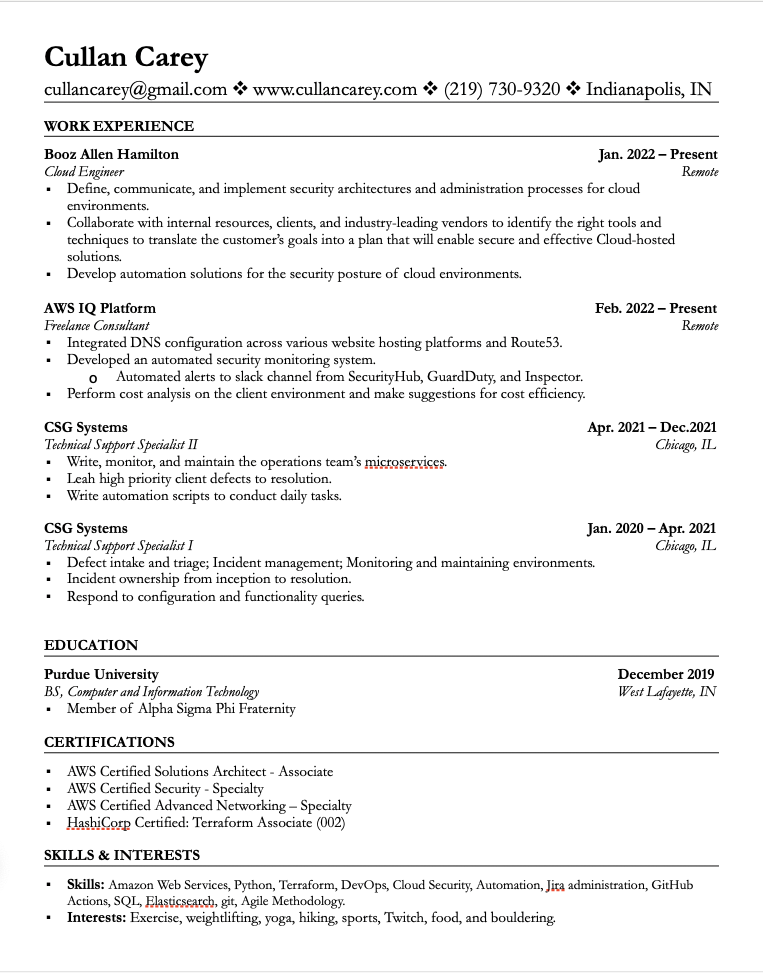 Cullan Carey
cullancarey@gmail.com ❖ www.cullancarey.com ❖ (219) 730-9320 ❖ Indianapolis, IN
WORK EXPERIENCE
Booz Allen Hamilton Jan. 2022 – Present
Cloud Engineer Remote
▪ Define, communicate, and implement security architectures and administration processes for cloud
environments.
▪ Collaborate with internal resources, clients, and industry-leading vendors to identify the right tools and
techniques to translate the customer’s goals into a plan that will enable secure and effective Cloud-hosted
solutions.
▪ Develop automation solutions for the security posture of cloud environments.
AWS IQ Platform Feb. 2022 – Present
Freelance Consultant Remote
▪ Integrated DNS configuration across various website hosting platforms and Route53.
▪ Developed an automated security monitoring system.
o Automated alerts to slack channel from SecurityHub, GuardDuty, and Inspector.
▪ Perform cost analysis on the client environment and make suggestions for cost efficiency.
CSG Systems Apr. 2021 – Dec.2021
Technical Support Specialist II Chicago, IL
▪ Write, monitor, and maintain the operations team’s microservices.
▪ Leah high priority client defects to resolution.
▪ Write automation scripts to conduct daily tasks.
CSG Systems Jan. 2020 – Apr. 2021
Technical Support Specialist I Chicago, IL
▪ Defect intake and triage; Incident management; Monitoring and maintaining environments.
▪ Incident ownership from inception to resolution.
▪ Respond to configuration and functionality queries.
EDUCATION
Purdue University December 2019
BS, Computer and Information Technology West Lafayette, IN
▪ Member of Alpha Sigma Phi Fraternity
CERTIFICATIONS
▪ AWS Certified Solutions Architect - Associate
▪ AWS Certified Security - Specialty
▪ AWS Certified Advanced Networking – Specialty
▪ HashiCorp Certified: Terraform Associate (002)
SKILLS & INTERESTS
▪ Skills: Amazon Web Services, Python, Terraform, DevOps, Cloud Security, Automation, Jira administration, GitHub
Actions, SQL, Elasticsearch, git, Agile Methodology.
▪ Interests: Exercise, weightlifting, yoga, hiking, sports, Twitch, food, and bouldering.